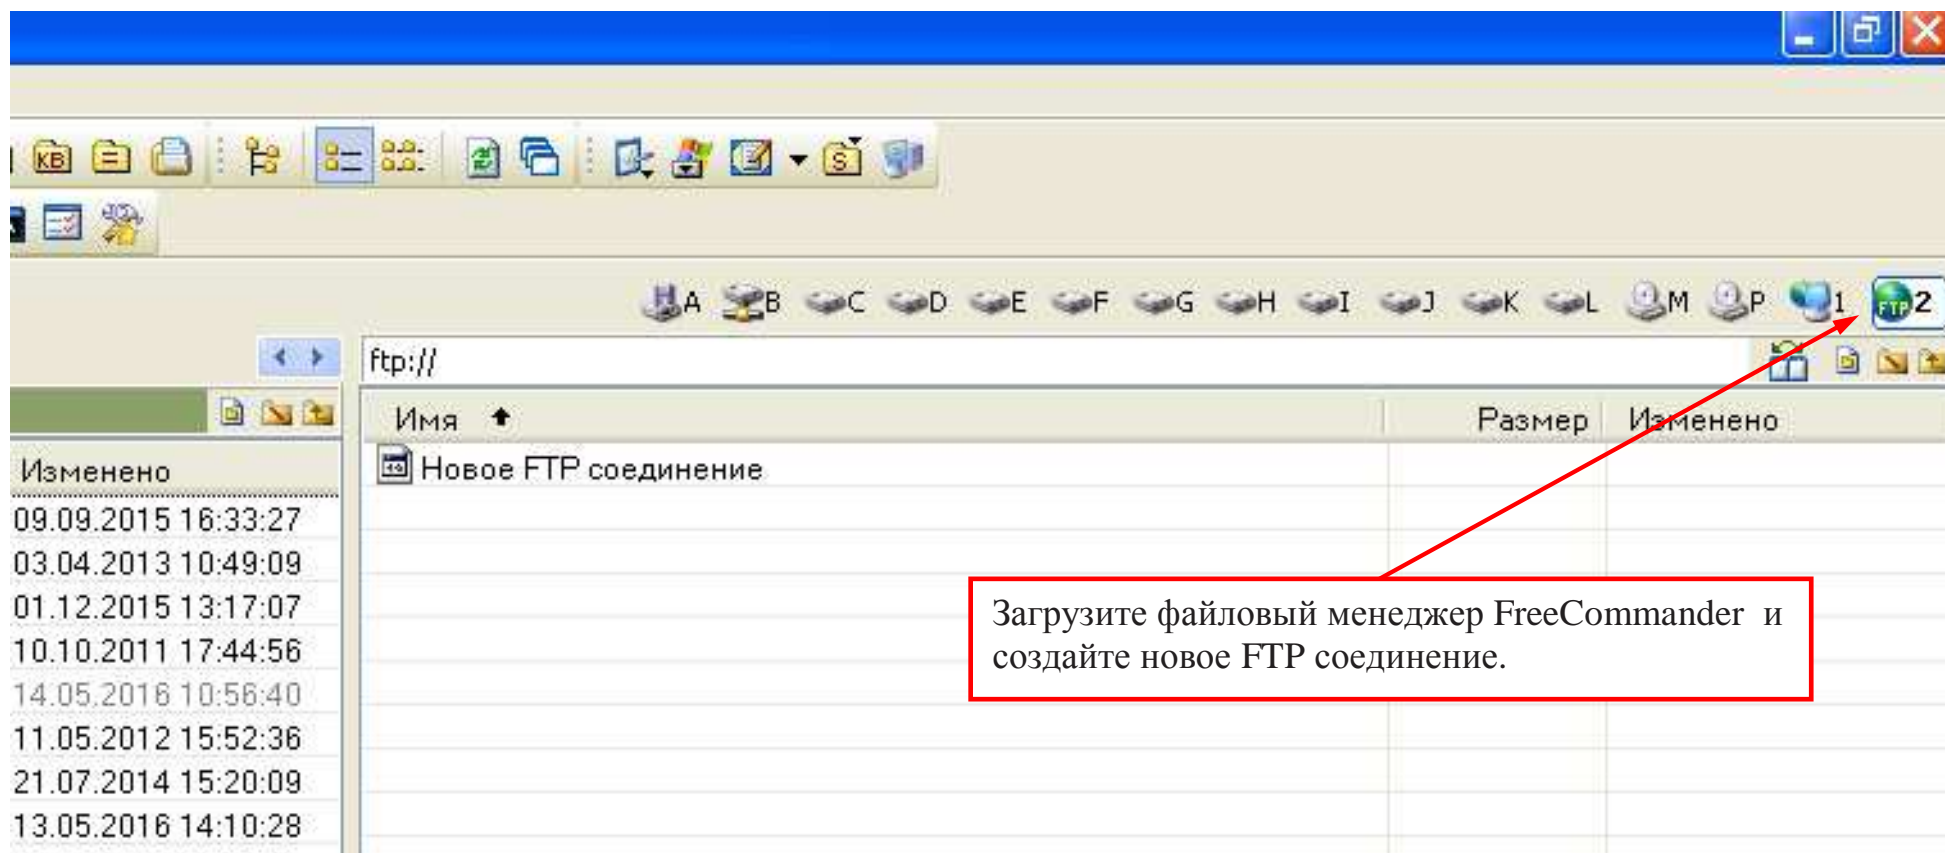 KB
S
A B C D E F G H I J K L M P 1 FTP 2
ftp://
Имя Размер Изменено
Новое FTP соединение
Изменено
09.09.2015 16:33:27
03.04.2013 10:49:09
01.12.2015 13:17:07
10.10.2011 17:44:56
14.05.2016 10:56:40
11.05.2012 15:52:36
21.07.2014 15:20:09
13.05.2016 14:10:28
Загрузите файловый менеджер FreeCommander и
создайте новое FTP соединение.